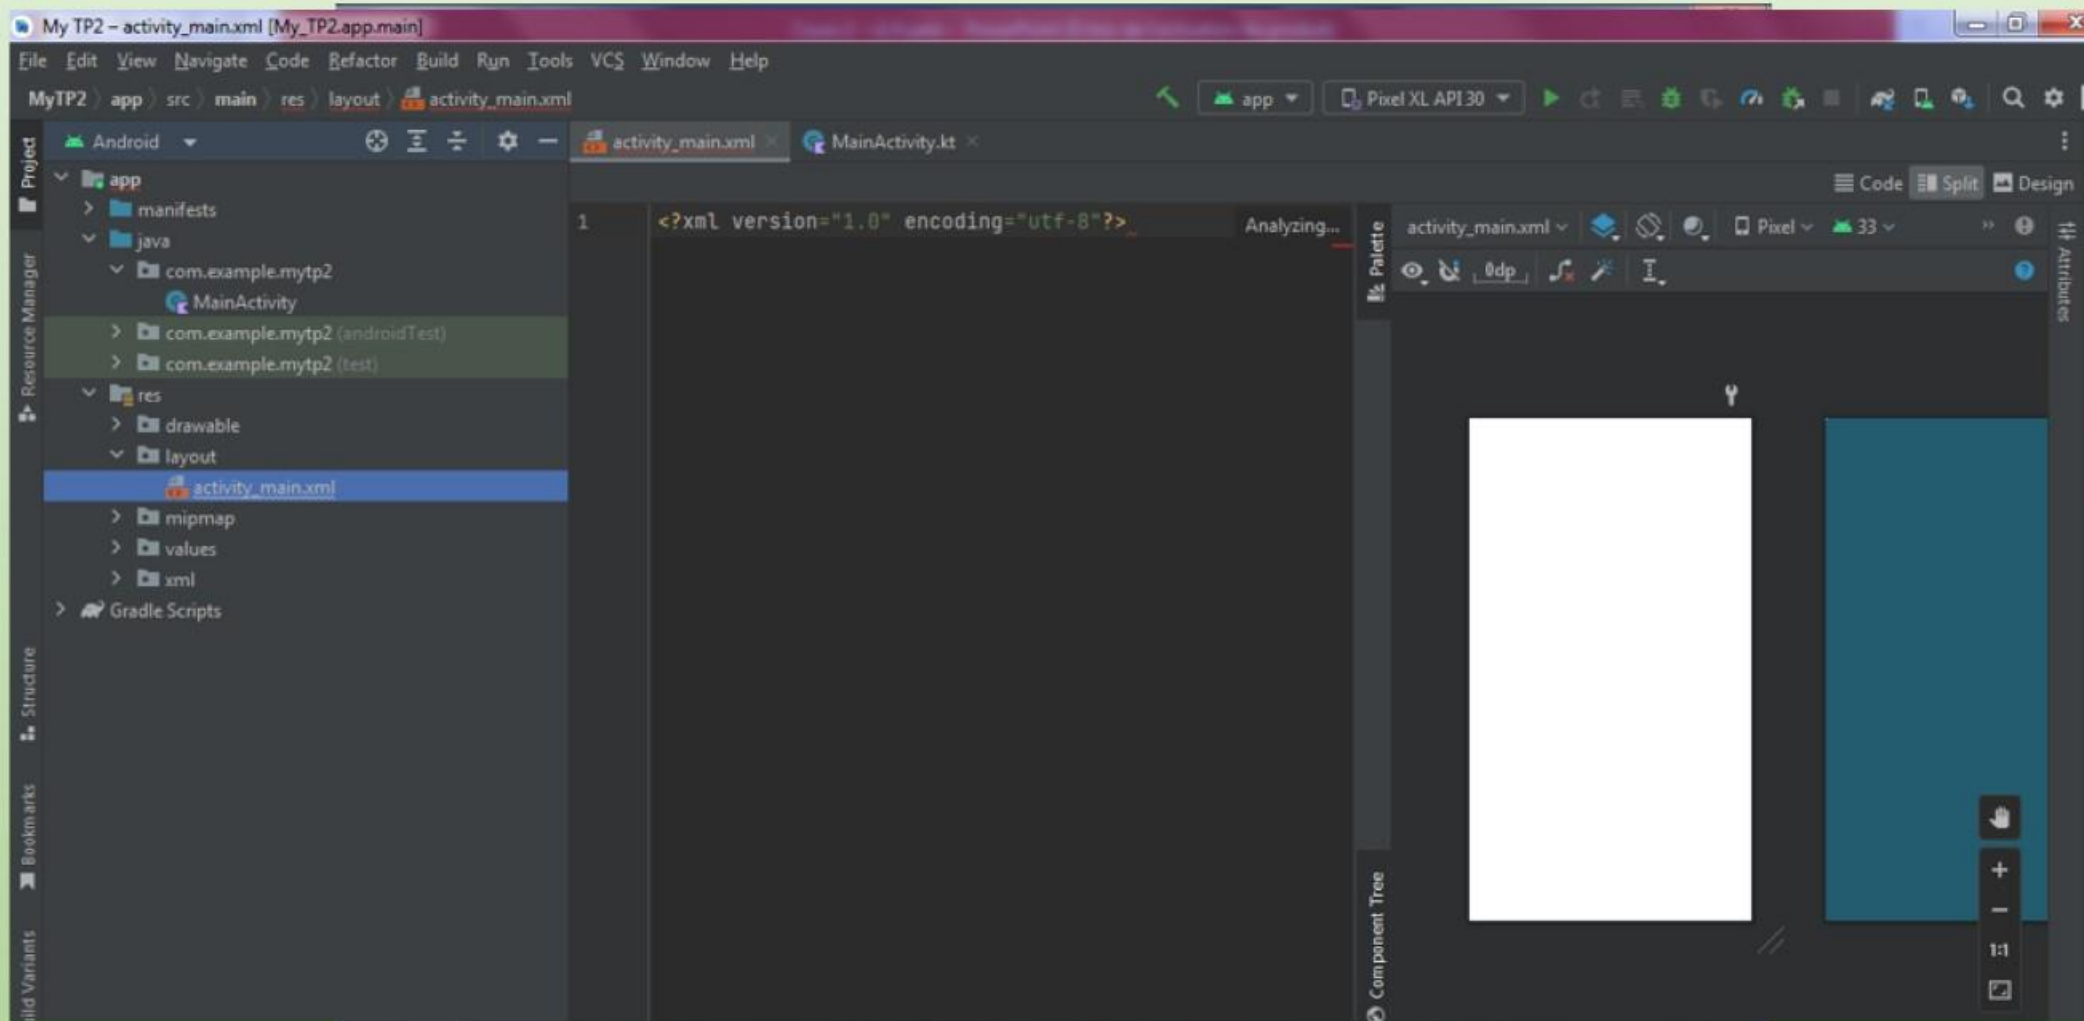 My TP2 – activity_main.xml [My_TP2.app.main]
File Edit View Navigate Code Refactor Build Run Tools VCS Window Help
MyTP2 app src main res layout activity_main.xml
app Pixel XL API 30
Project
Android
activity_main.xml
MainActivity.kt
app
Code Split Design
manifests
1 <?xml version="1.0" encoding="utf-8"?>
Analyzing...
Palette
activity_main.xml Pixel 33
Attributes
java
Resource Manager
com.example.mytp2
0dp
MainActivity
com.example.mytp2 (androidTest)
com.example.mytp2 (test)
res
drawable
layout
activity_main.xml
mipmap
values
xml
Gradle Scripts
Structure
Bookmarks
Component Tree
1:1
Variants